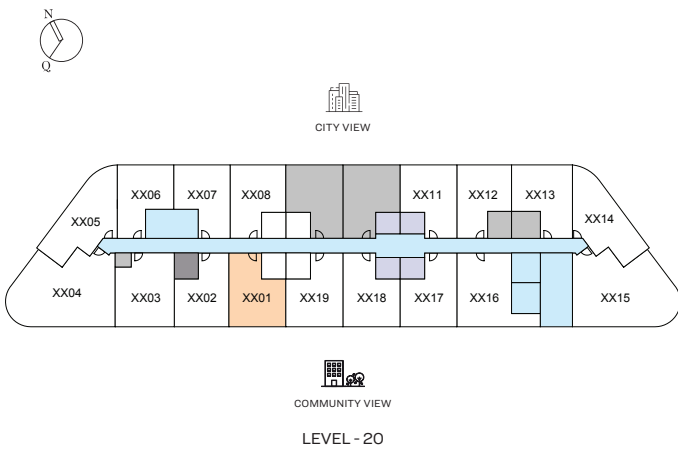 N
Q
CITY VIEW
XX06 XX07 XX08 XX11 XX12 XX13
XX05 XX14
XX04 XX03 XX02 XX01 XX19 XX18 XX17 XX16 XX15
COMMUNITY VIEW
LEVEL - 20